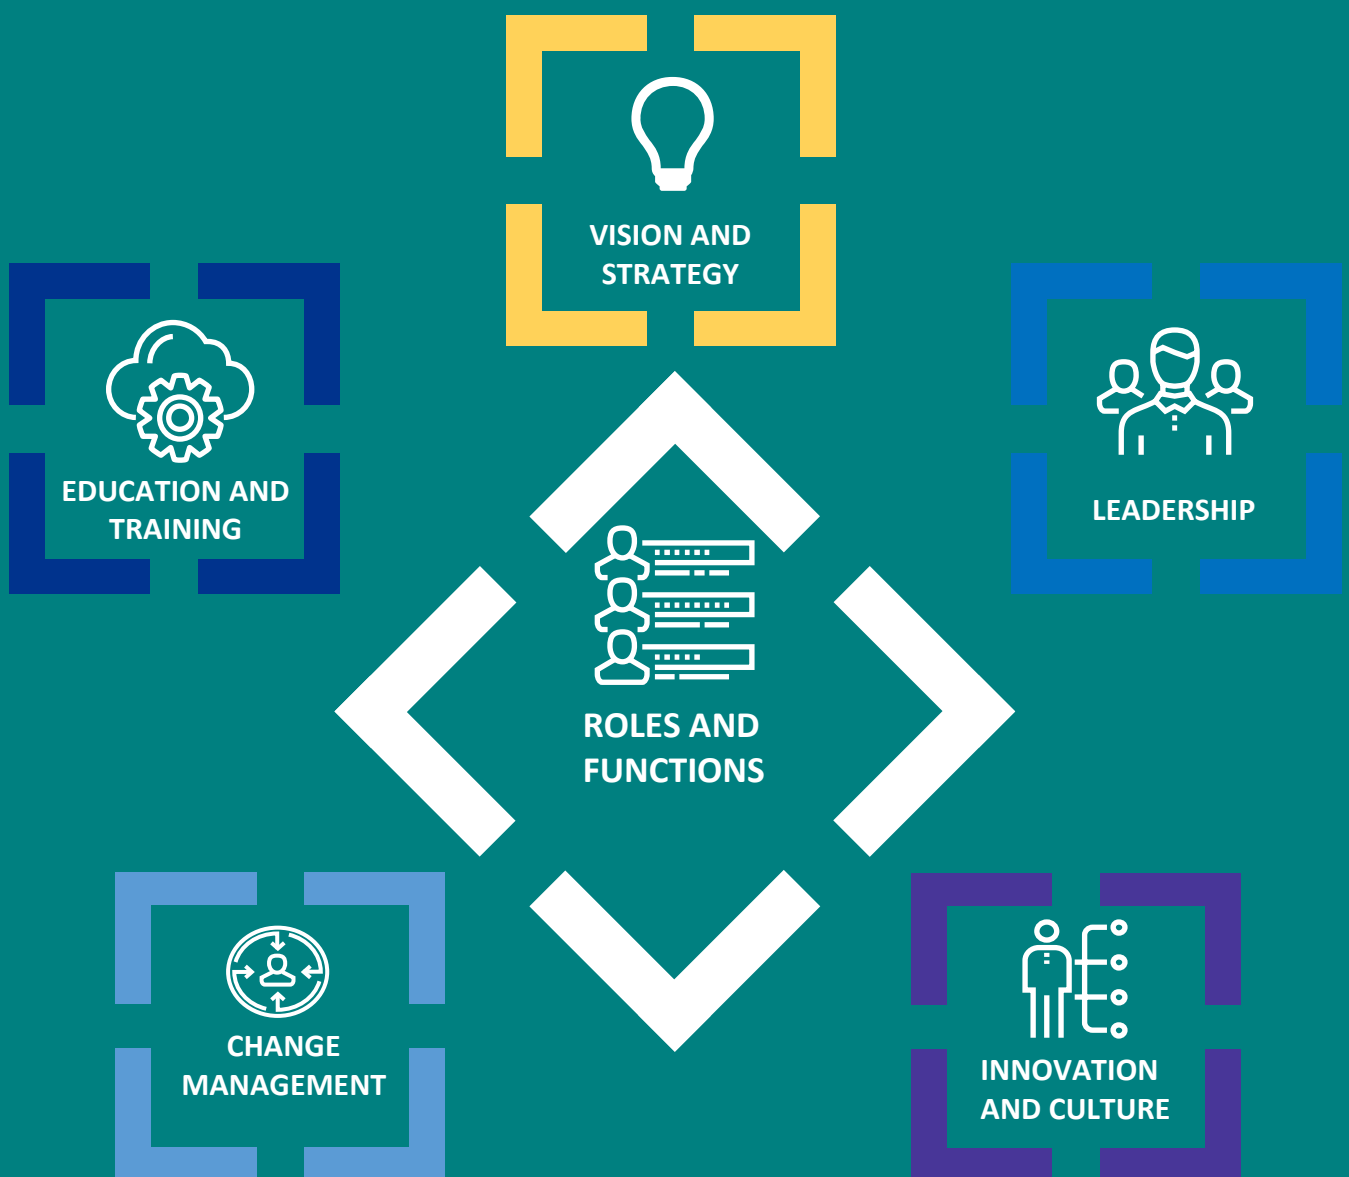 VISION AND
STRATEGY
EDUCATION AND
TRAINING
LEADERSHIP
ROLES AND
FUNCTIONS
CHANGE
MANAGEMENT
INNOVATION
AND CULTURE